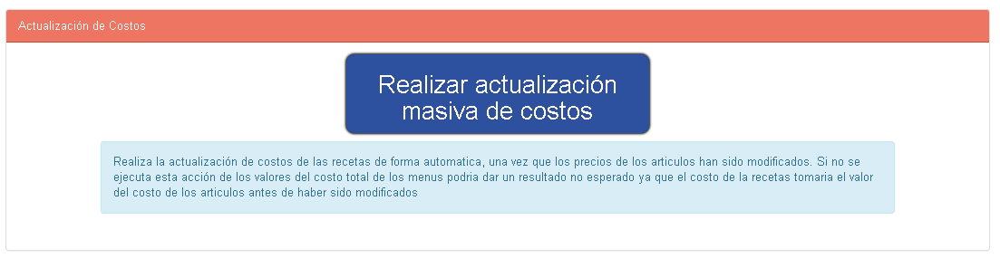 Actualización de Costos
Realizar actualización
masiva de costos
Realiza la actualización de costos de las recetas de forma automatica, una vez que los precios de los articulos han sido modificados. Si no se
ejecuta esta acción de los valores del costo total de los menus podria dar un resultado no esperado ya que el costo de la recetas tomaria el valor
del costo de los articulos antes de haber sido modificados